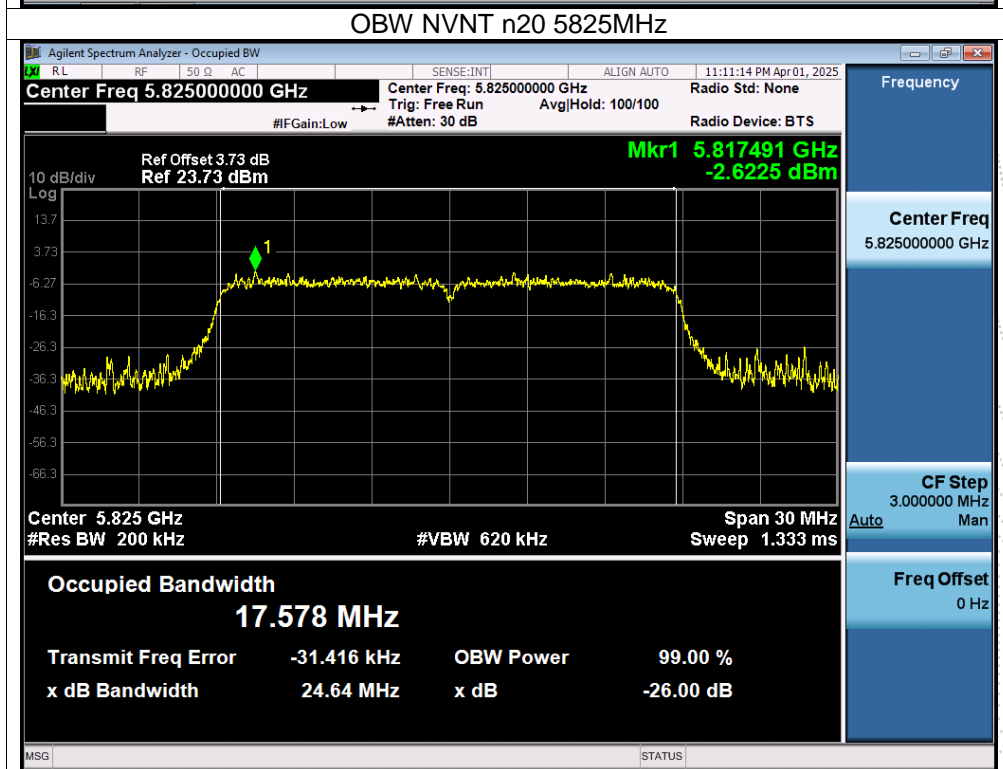 OBW NVNT n20 5825MHz
Agilent Spectrum Analyzer - Occupied BW
LXI RL RF 50 Ω AC SENSE:INT ALIGN AUTO 11:11:14 PM Apr 01, 2025
Center Freq 5.825000000 GHz
#IFGain:Low
Center Freq: 5.825000000 GHz
Trig: Free Run Avg|Hold: 100/100
#Atten: 30 dB
Radio Std: None
Radio Device: BTS
Frequency
Mkr1 5.817491 GHz
-2.6225 dBm
Ref Offset 3.73 dB
10 dB/div Ref 23.73 dBm
Log
13.7
3.73
-6.27
-16.3
-26.3
-36.3
-46.3
-56.3
-66.3
1
Center 5.825 GHz Span 30 MHz
#Res BW 200 kHz #VBW 620 kHz Sweep 1.333 ms
Center Freq
5.825000000 GHz
CF Step
3.000000 MHz
Auto Man
Freq Offset
0 Hz
Occupied Bandwidth
17.578 MHz
Transmit Freq Error -31.416 kHz OBW Power 99.00 %
x dB Bandwidth 24.64 MHz x dB -26.00 dB
MSG STATUS